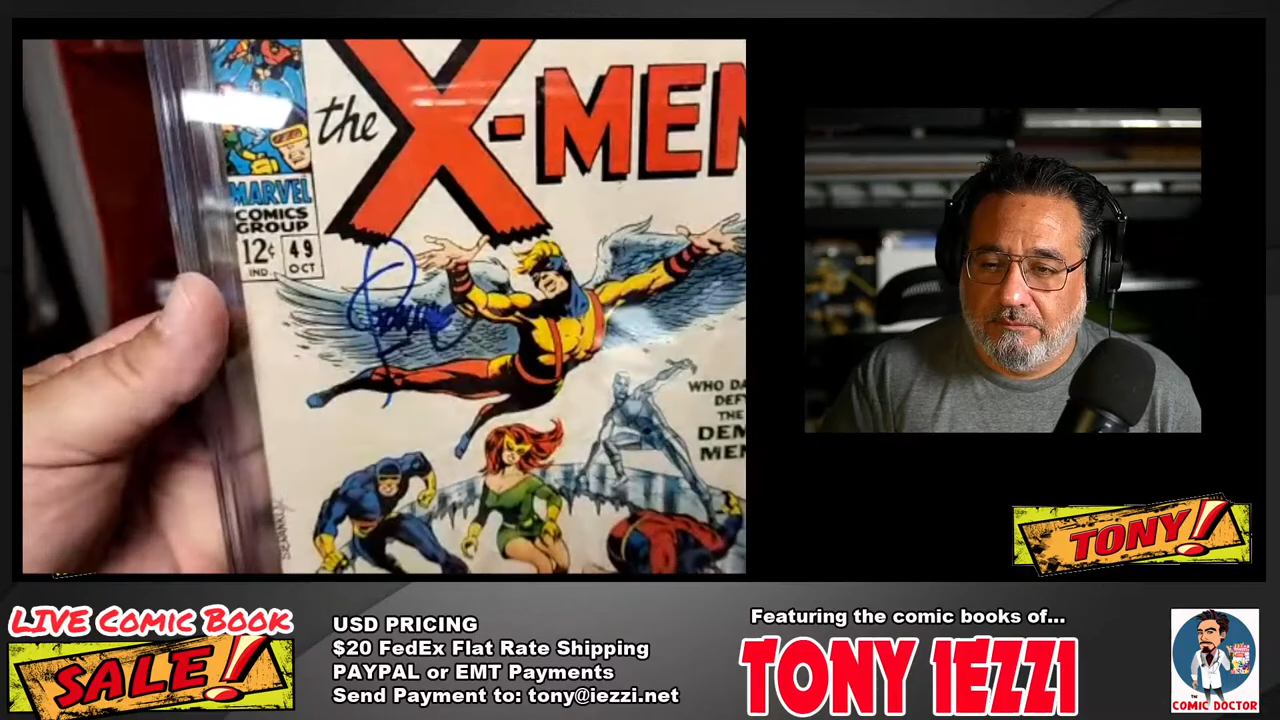 the X-MEN
MARVEL
COMICS
GROUP
12¢
IND.
49
OCT
WHO DA
DEFY
THE
DEM
MEN
TONY!
LIVE COMIC BOOK
SALE!
USD PRICING
$20 FedEx Flat Rate Shipping
PAYPAL or EMT Payments
Send Payment to: tony@iezzi.net
Featuring the comic books of...
TONY IEZZI
THE
COMIC DOCTOR